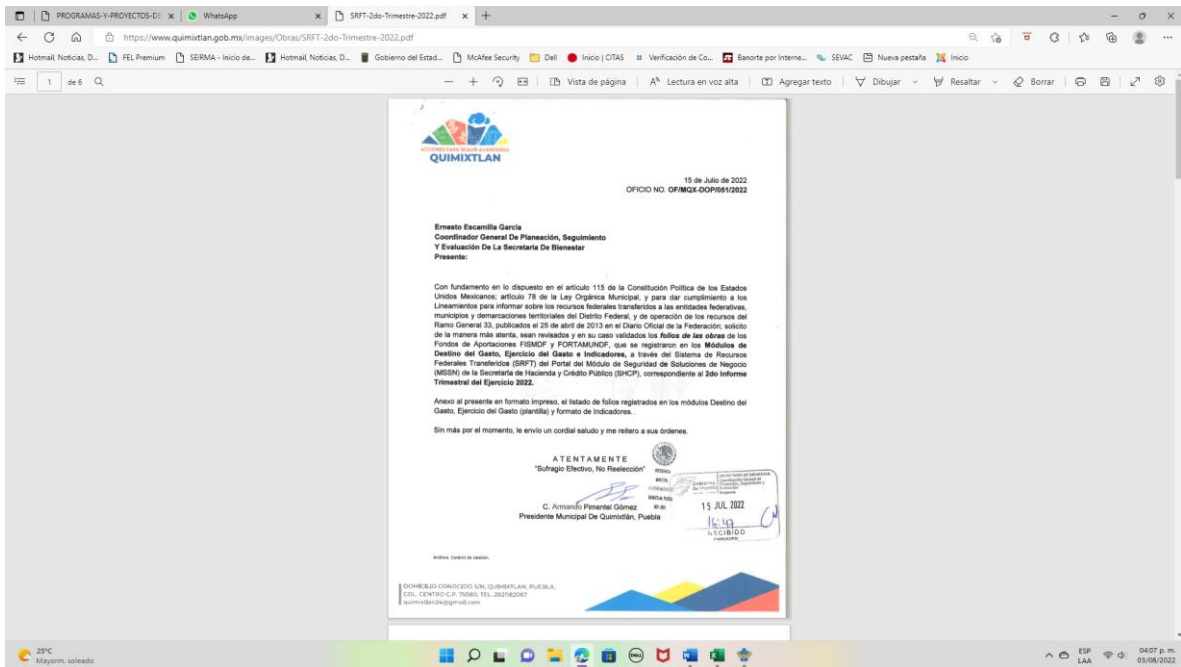 PROGRAMAS-Y-PROYECTOS-DE
WhatsApp
SRFT-2do-Trimestre-2022.pdf
https://www.quimixtlan.gob.mx/images/Obras/SRFT-2do-Trimestre-2022.pdf
Hotmail, Noticias, D...
FEL Premium
SEIRMA - Inicio de...
Hotmail, Noticias, D...
Gobierno del Estad...
McAfee Security
Dell
Inicio | CITAS
Verificación de Co...
Banorte por Interne...
SEVAC
Nueva pestaña
Inicio
1 de 6
Vista de página
Lectura en voz alta
Agregar texto
Dibujar
Resaltar
Borrar
ACCIONES PARA SEGUIR AVANZANDO
QUIMIXTLAN
15 de Julio de 2022
OFICIO NO. OF/MQX-DOP/051/2022
Ernesto Escamilla García
Coordinador General De Planeación, Seguimiento
Y Evaluación De La Secretaria De Bienestar
Presente:
Con fundamento en lo dispuesto en el artículo 115 de la Constitución Política de los Estados
Unidos Mexicanos; artículo 78 de la Ley Orgánica Municipal, y para dar cumplimiento a los
Lineamientos para informar sobre los recursos federales transferidos a las entidades federativas,
municipios y demarcaciones territoriales del Distrito Federal, y de operación de los recursos del
Ramo General 33, publicados el 25 de abril de 2013 en el Diario Oficial de la Federación; solicito
de la manera más atenta, sean revisados y en su caso validados los folios de las obras de los
Fondos de Aportaciones FISMDF y FORTAMUNDF, que se registraron en los Módulos de
Destino del Gasto, Ejercicio del Gasto e Indicadores, a través del Sistema de Recursos
Federales Transferidos (SRFT) del Portal del Módulo de Seguridad de Soluciones de Negocio
(MSSN) de la Secretaría de Hacienda y Crédito Público (SHCP), correspondiente al 2do Informe
Trimestral del Ejercicio 2022.
Anexo al presente en formato impreso, el listado de folios registrados en los módulos Destino del
Gasto, Ejercicio del Gasto (plantilla) y formato de Indicadores. .
Sin más por el momento, le envío un cordial saludo y me reitero a sus órdenes.
ATENTAMENTE
"Sufragio Efectivo, No Reelección"
C. Armando Pimentel Gómez
Presidente Municipal De Quimixtlán, Puebla
15 JUL 2022
16:47
RECIBIDO
DOMICILIO CONOCIDO S/N, QUIMIXTLAN, PUEBLA,
COL. CENTRO C.P. 75080, TEL. 2821582067
25°C
Mayorm. soleado
ESP
LAA
04:07 p. m.
03/08/2022